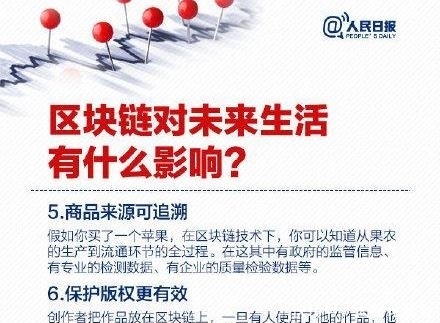 @人民日报
PEOPLE'S DAILY
区块链对未来生活
有什么影响？
5.商品来源可追溯
假如你买了一个苹果，在区块链技术下，你可以知道从果农
的生产到流通环节的全过程。在这其中有政府的监管信息、
有专业的检测数据、有企业的质量检验数据等。
6.保护版权更有效
创作者把作品放在区块链上，一旦有人使用了他的作品，他